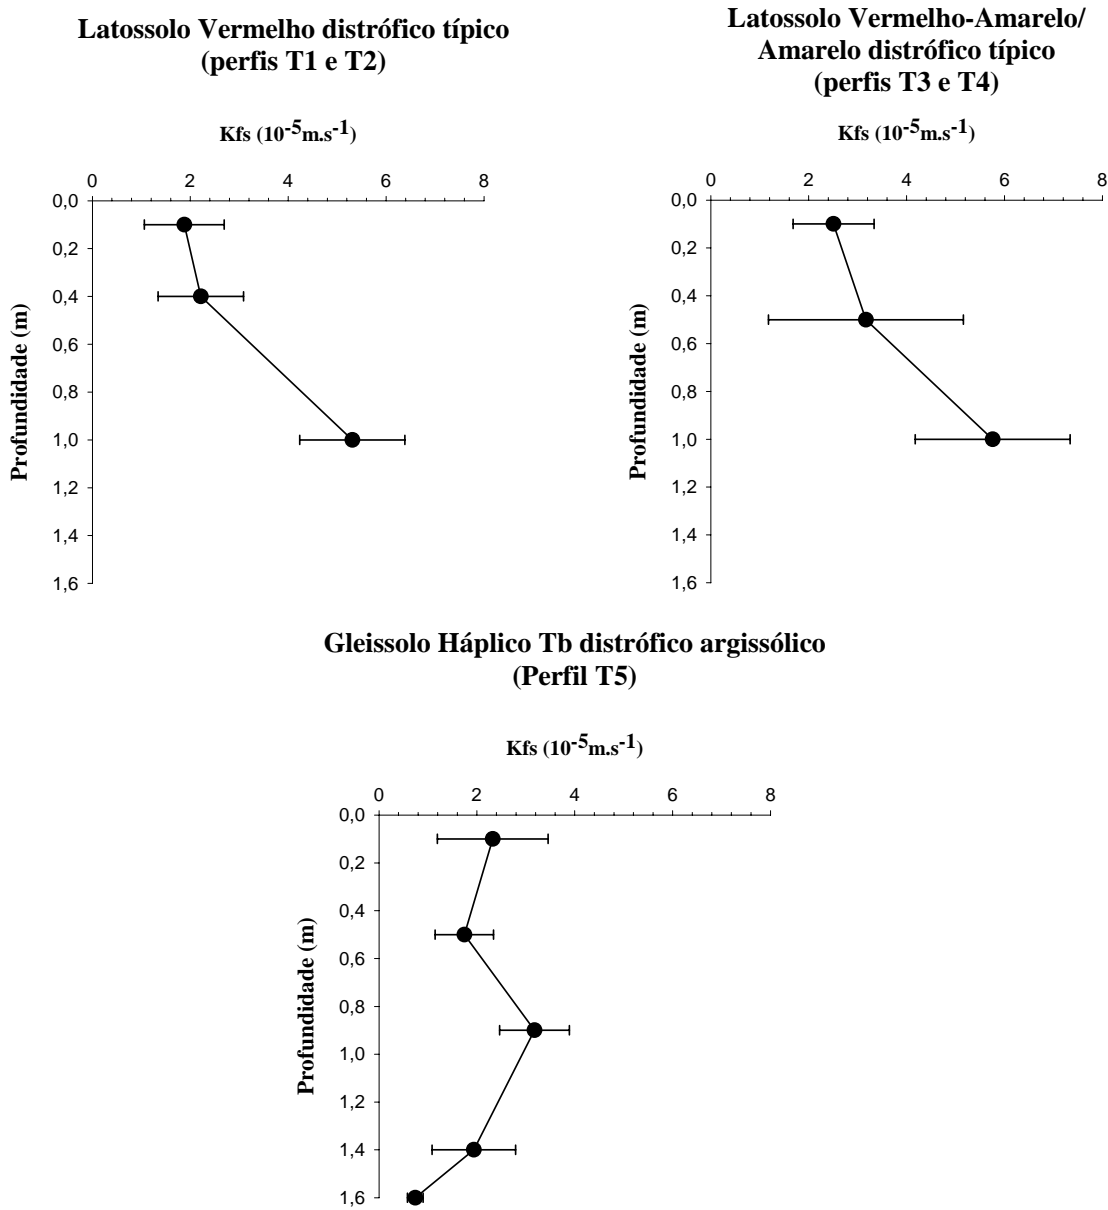 Latossolo Vermelho distrófico típico
(perfis T1 e T2)
Kfs (10-5m.s-1)
0 2 4 6 8
0,0
0,2
0,4
0,6
0,8
1,0
1,2
1,4
1,6
Profundidade (m)
Latossolo Vermelho-Amarelo/
Amarelo distrófico típico
(perfis T3 e T4)
Kfs (10-5m.s-1)
0 2 4 6 8
0,0
0,2
0,4
0,6
0,8
1,0
1,2
1,4
1,6
Profundidade (m)
Gleissolo Háplico Tb distrófico argissólico
(Perfil T5)
Kfs (10-5m.s-1)
0 2 4 6 8
0,0
0,2
0,4
0,6
0,8
1,0
1,2
1,4
1,6
Profundidade (m)